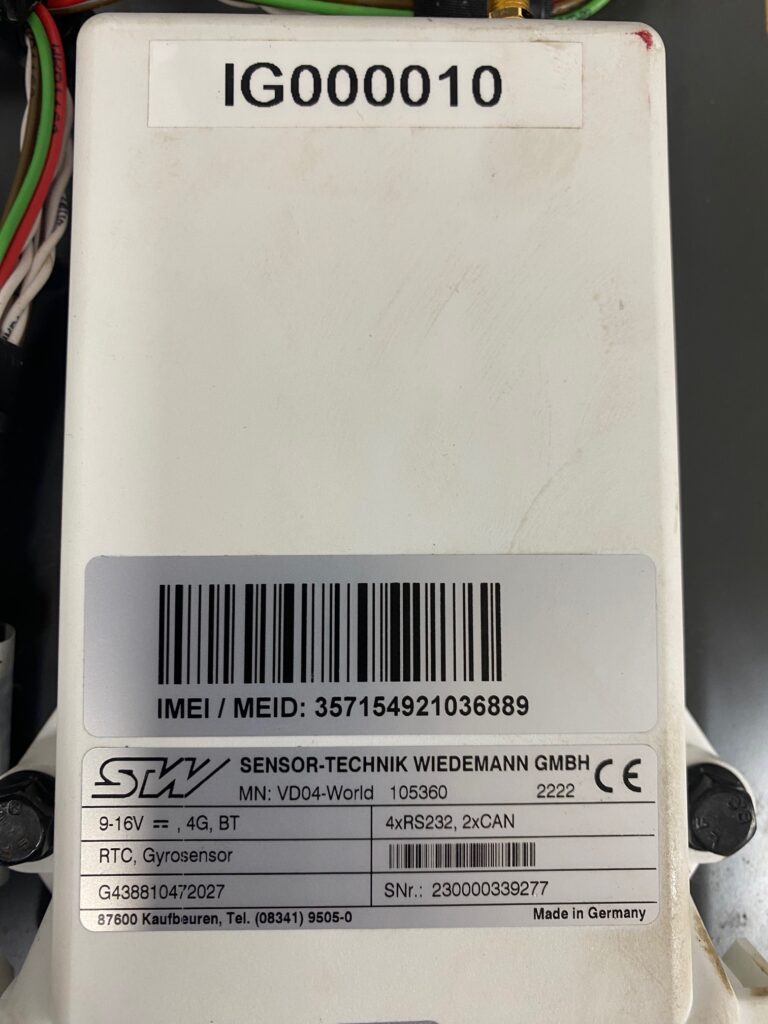 IG000010
IMEI / MEID: 357154921036889
STW SENSOR-TECHNIK WIEDEMANN GMBH CE
MN: VD04-World 105360 2222
9-16V ⎓ , 4G, BT 4xRS232, 2xCAN
RTC, Gyrosensor
G438810472027 SNr.: 230000339277
87600 Kaufbeuren, Tel. (08341) 9505-0 Made in Germany